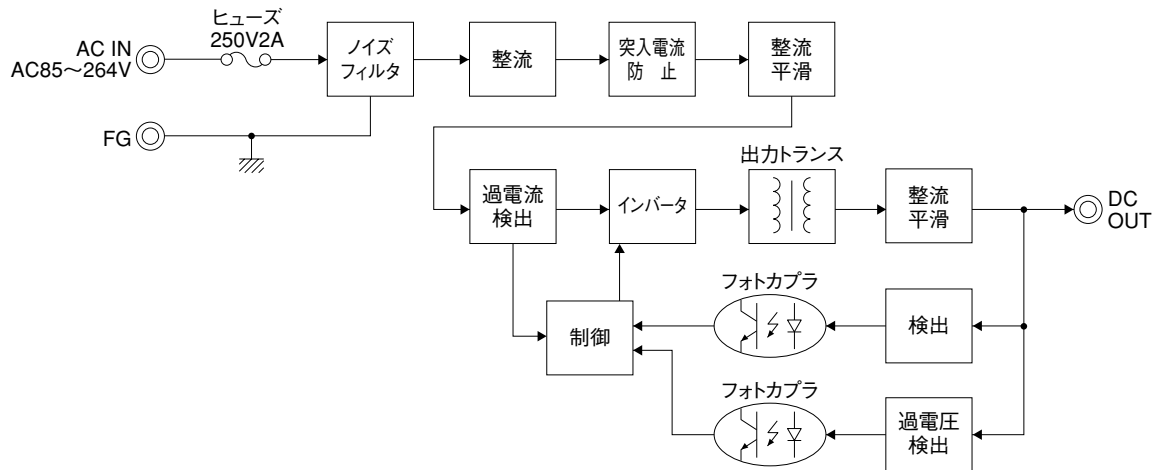 ヒューズ
250V2A
AC IN
AC85～264V
ノイズ
フィルタ
整流
突入電流
防 止
整流
平滑
FG
過電流
検出
インバータ
出力トランス
整流
平滑
DC
OUT
制御
フォトカプラ
検出
フォトカプラ
過電圧
検出